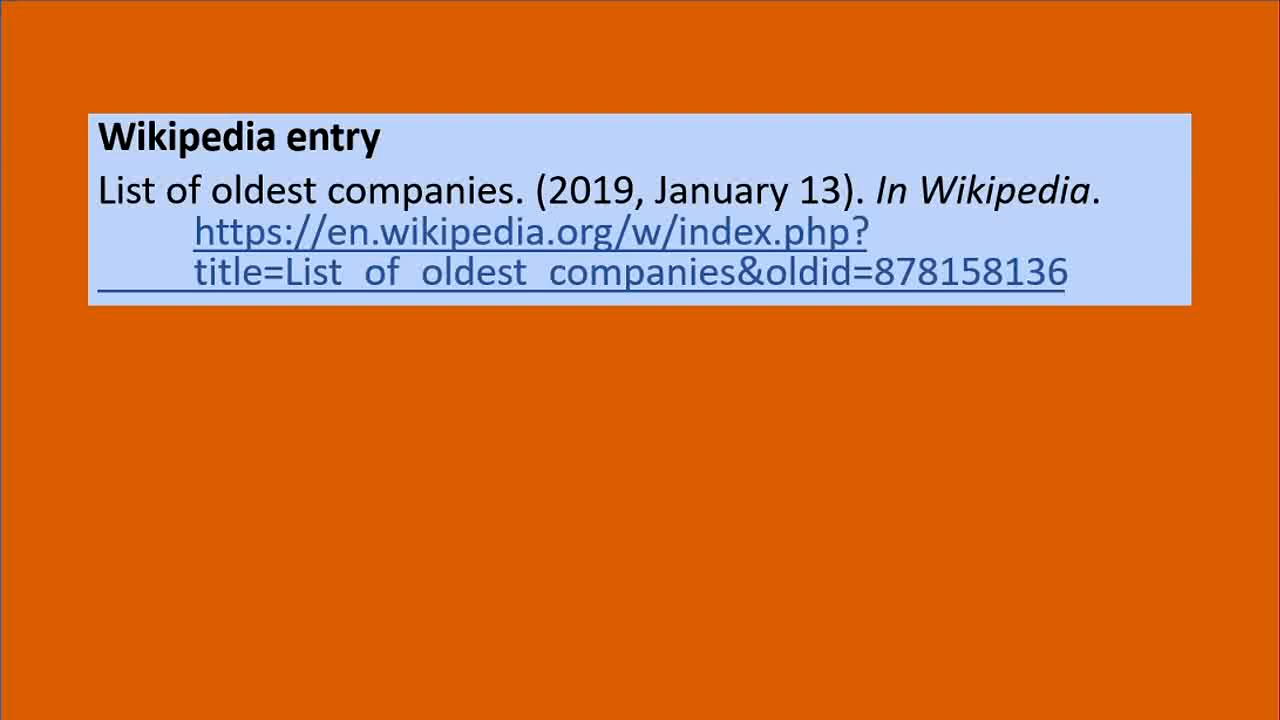 Wikipedia entry
List of oldest companies. (2019, January 13). In Wikipedia.
https://en.wikipedia.org/w/index.php?
title=List_of_oldest_companies&oldid=878158136